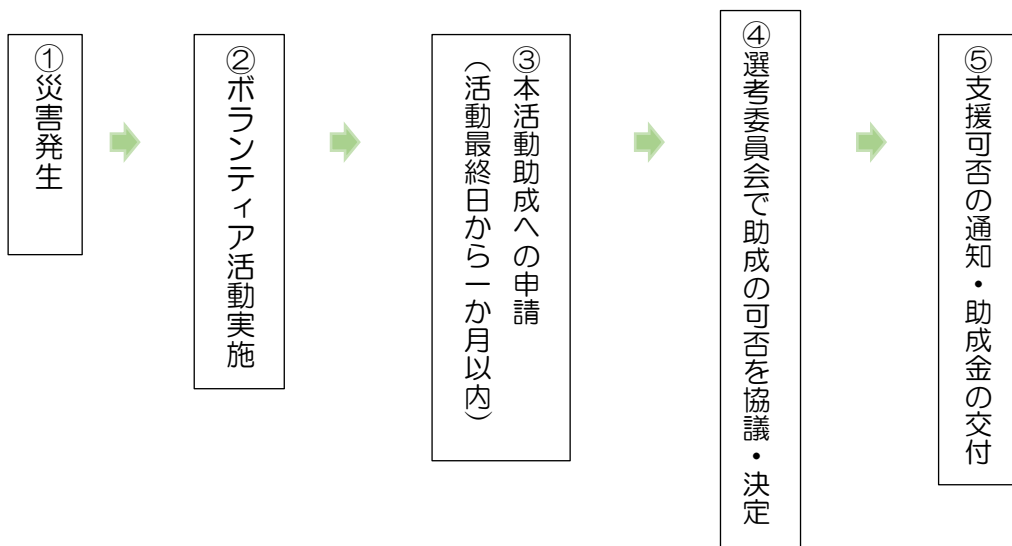 ①災害発生
②ボランティア活動実施
③本活動助成への申請
（活動最終日から一か月以内）
④選考委員会で助成の可否を協議・決定
⑤支援可否の通知・助成金の交付